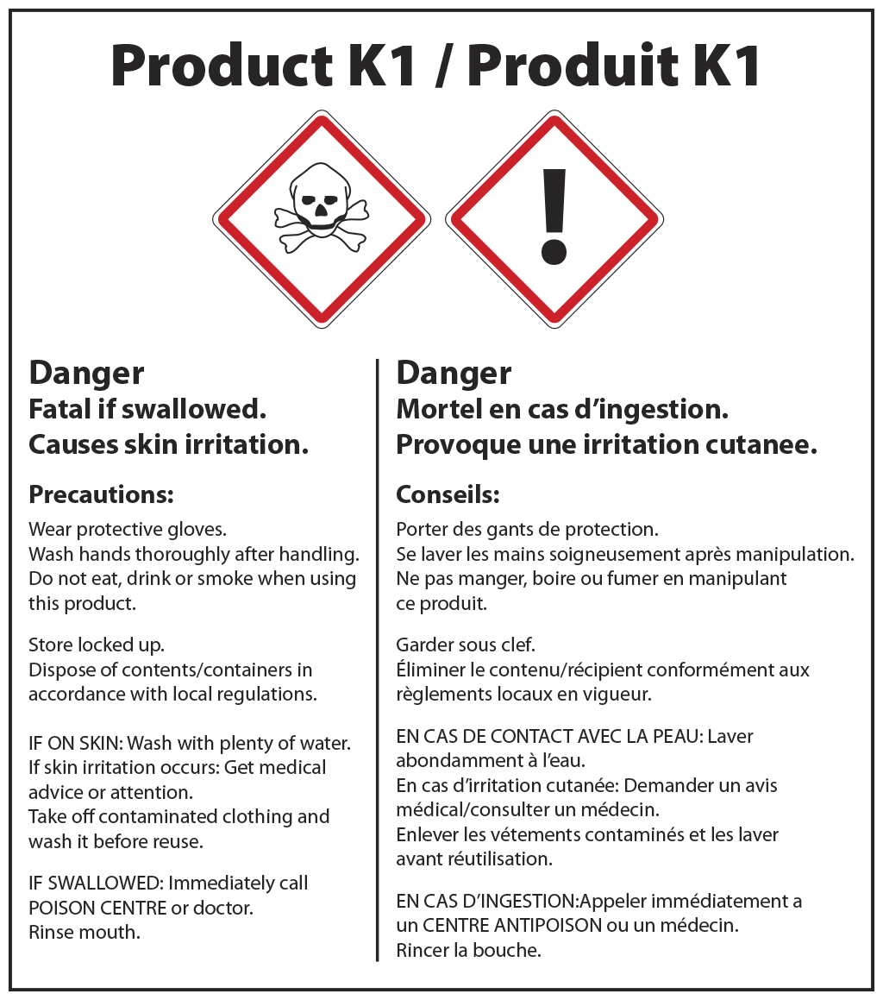 Product K1 / Produit K1
Danger
Fatal if swallowed.
Causes skin irritation.
Precautions:
Wear protective gloves.
Wash hands thoroughly after handling.
Do not eat, drink or smoke when using
this product.
Store locked up.
Dispose of contents/containers in
accordance with local regulations.
IF ON SKIN: Wash with plenty of water.
If skin irritation occurs: Get medical
advice or attention.
Take off contaminated clothing and
wash it before reuse.
IF SWALLOWED: Immediately call
POISON CENTRE or doctor.
Rinse mouth.
Danger
Mortel en cas d’ingestion.
Provoque une irritation cutanee.
Conseils:
Porter des gants de protection.
Se laver les mains soigneusement après manipulation.
Ne pas manger, boire ou fumer en manipulant
ce produit.
Garder sous clef.
Éliminer le contenu/récipient conformément aux
règlements locaux en vigueur.
EN CAS DE CONTACT AVEC LA PEAU: Laver
abondamment à l’eau.
En cas d’irritation cutanée: Demander un avis
médical/consulter un médecin.
Enlever les vétements contaminés et les laver
avant réutilisation.
EN CAS D’INGESTION:Appeler immédiatement a
un CENTRE ANTIPOISON ou un médecin.
Rincer la bouche.